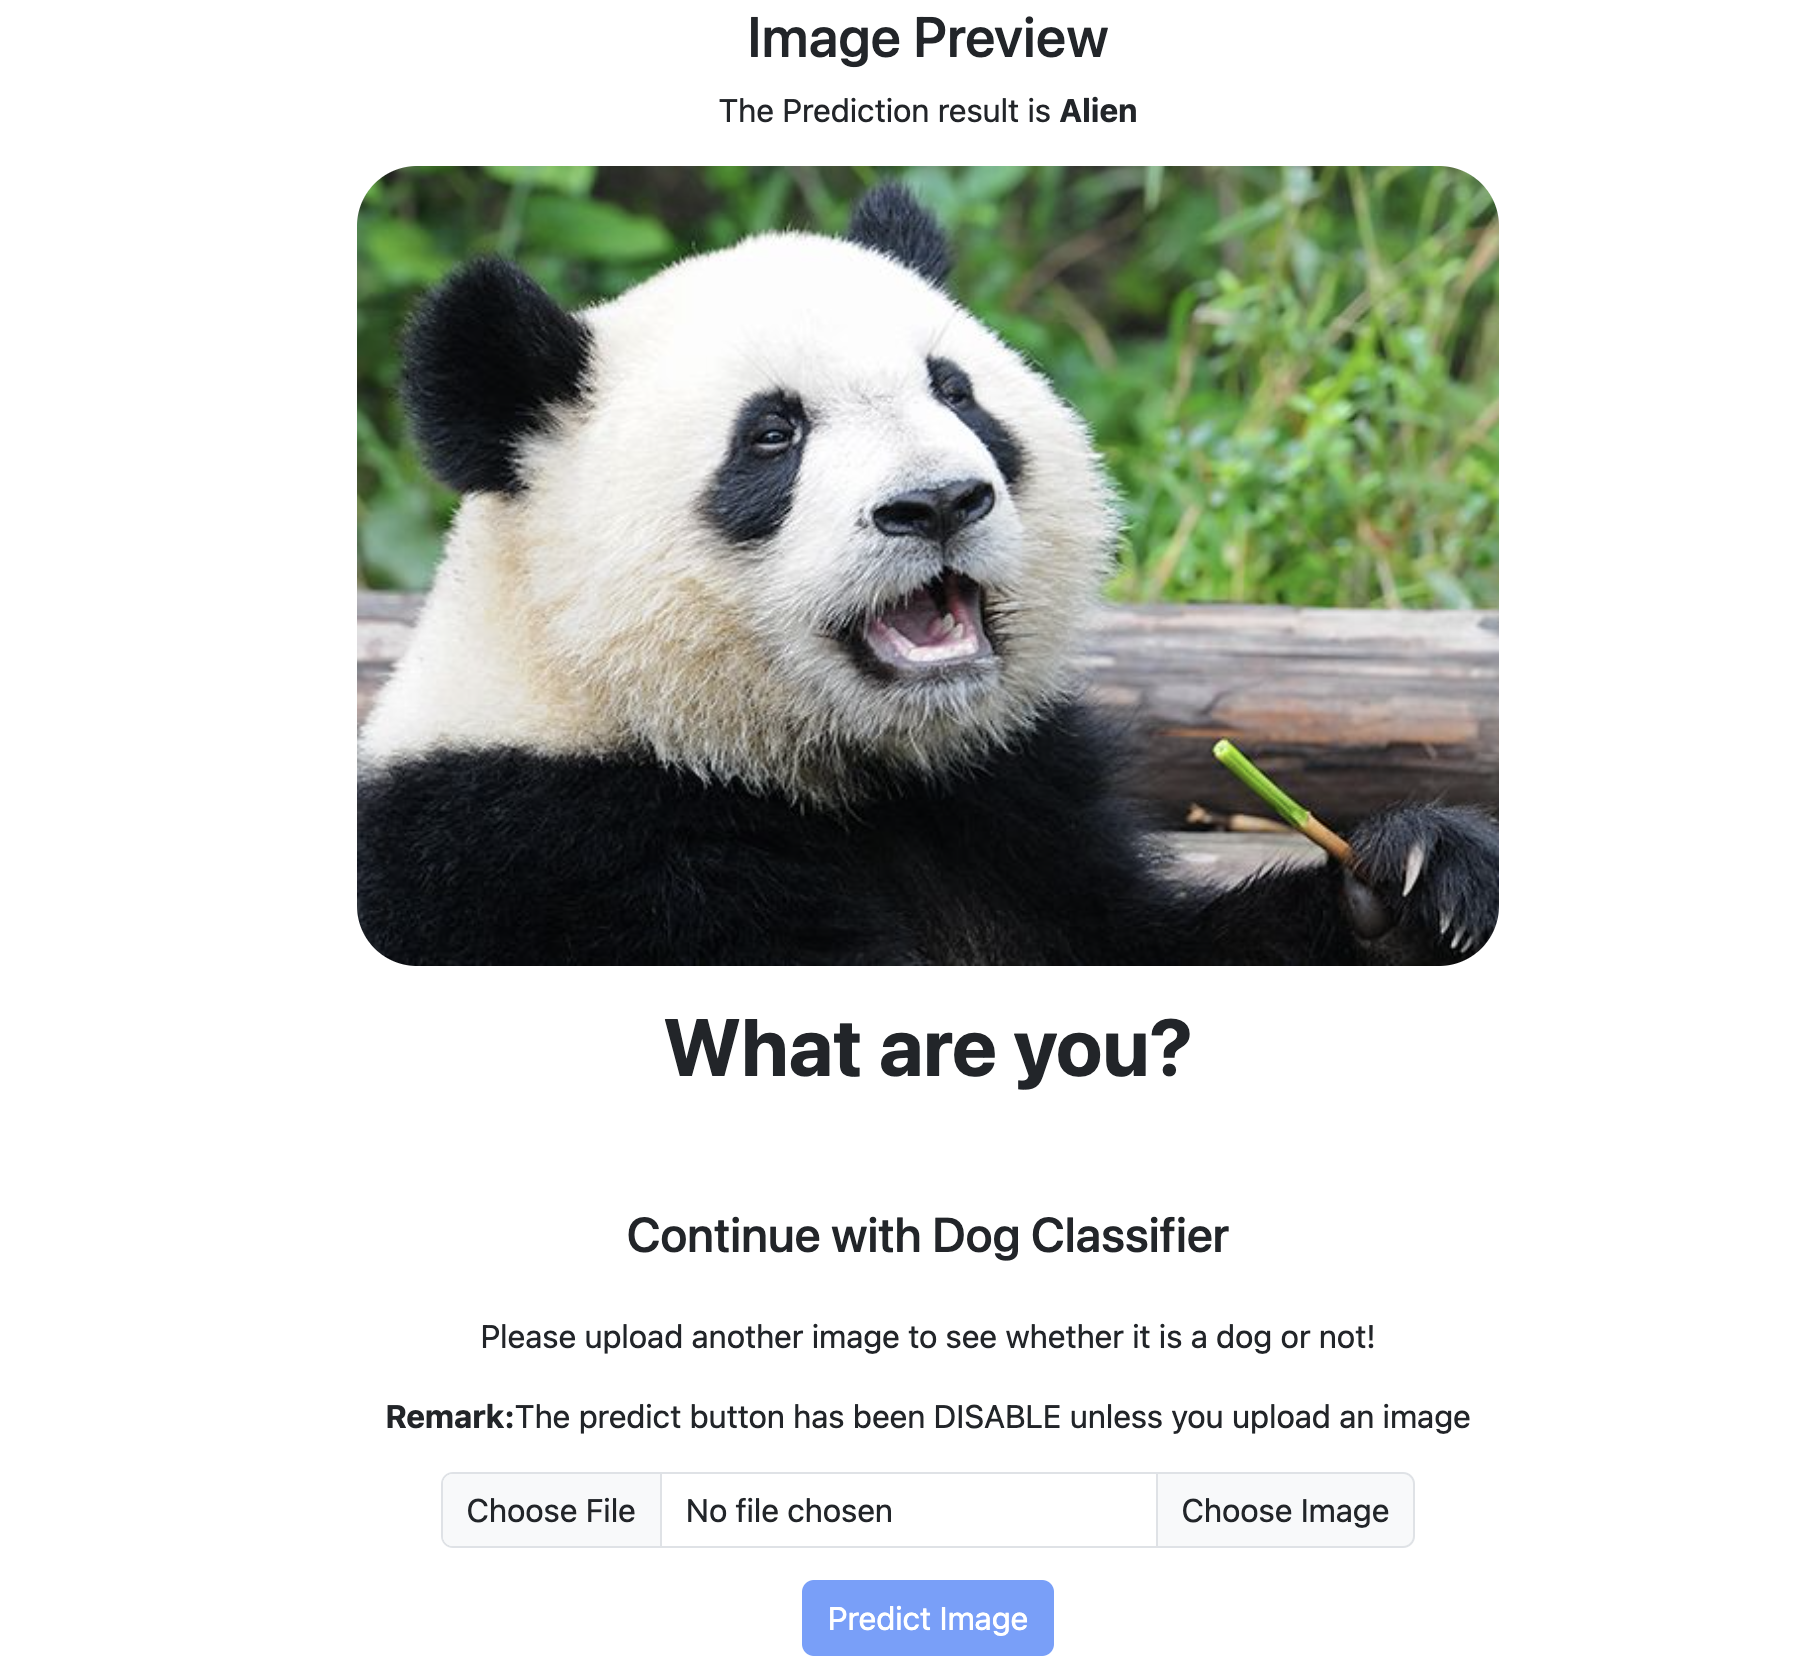 Image Preview
The Prediction result is Alien
What are you?
Continue with Dog Classifier
Please upload another image to see whether it is a dog or not!
Remark:The predict button has been DISABLE unless you upload an image
Choose File No file chosen Choose Image
Predict Image